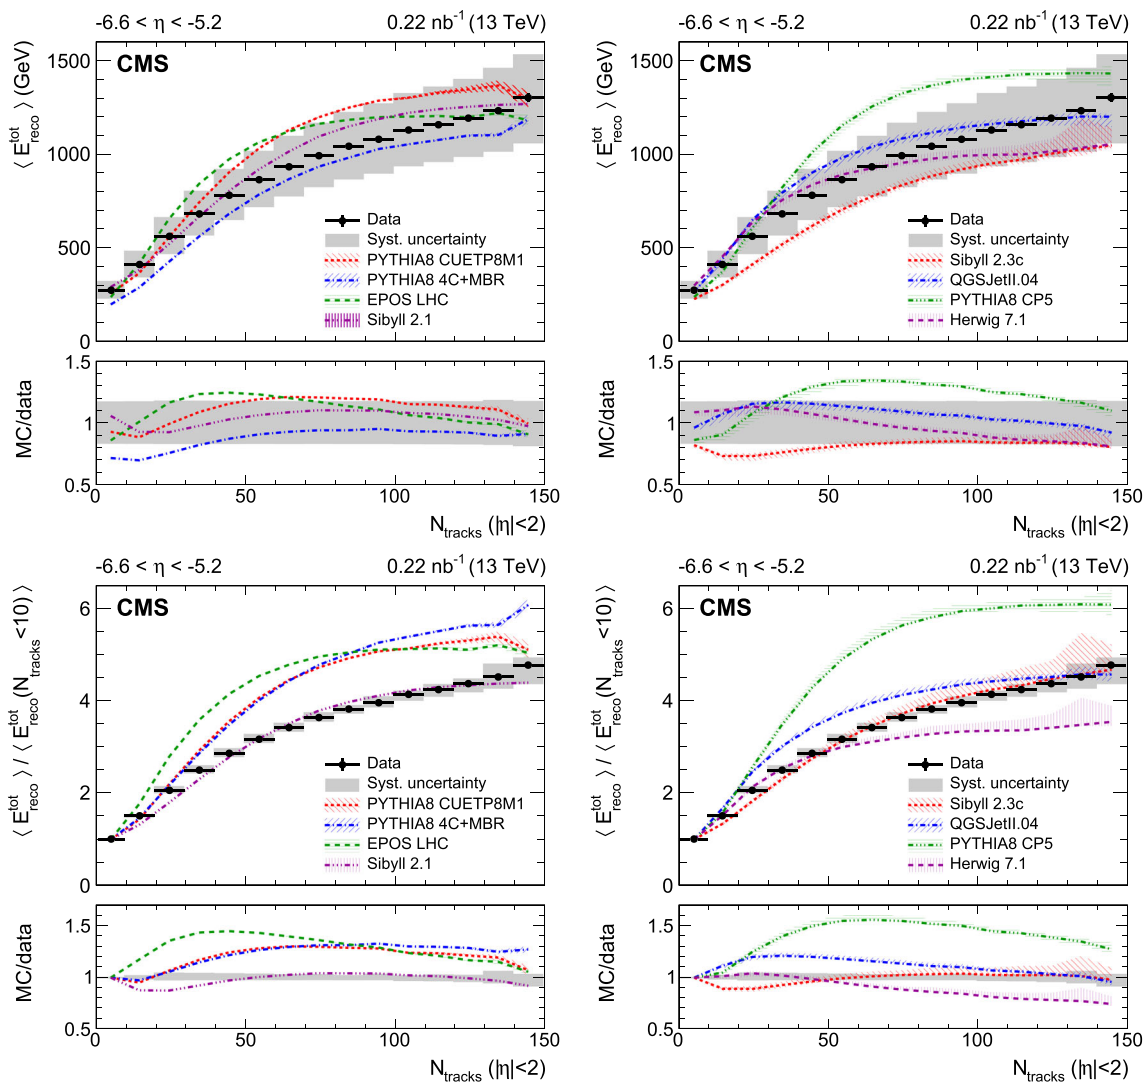 -6.6 < η < -5.2 0.22 nb⁻¹ (13 TeV)
CMS
⟨ E^tot_reco ⟩ (GeV)
1500
1000
500
0
Data
Syst. uncertainty
PYTHIA8 CUETP8M1
PYTHIA8 4C+MBR
EPOS LHC
Sibyll 2.1
MC/data
1.5
1
0.5
0 50 100 150
N_tracks (|η|<2)
-6.6 < η < -5.2 0.22 nb⁻¹ (13 TeV)
CMS
⟨ E^tot_reco ⟩ (GeV)
1500
1000
500
0
Data
Syst. uncertainty
Sibyll 2.3c
QGSJetII.04
PYTHIA8 CP5
Herwig 7.1
MC/data
1.5
1
0.5
0 50 100 150
N_tracks (|η|<2)
-6.6 < η < -5.2 0.22 nb⁻¹ (13 TeV)
CMS
⟨ E^tot_reco ⟩ / ⟨ E^tot_reco (N_tracks <10) ⟩
6
4
2
0
Data
Syst. uncertainty
PYTHIA8 CUETP8M1
PYTHIA8 4C+MBR
EPOS LHC
Sibyll 2.1
MC/data
1.5
1
0.5
0 50 100 150
N_tracks (|η|<2)
-6.6 < η < -5.2 0.22 nb⁻¹ (13 TeV)
CMS
⟨ E^tot_reco ⟩ / ⟨ E^tot_reco (N_tracks <10) ⟩
6
4
2
0
Data
Syst. uncertainty
Sibyll 2.3c
QGSJetII.04
PYTHIA8 CP5
Herwig 7.1
MC/data
1.5
1
0.5
0 50 100 150
N_tracks (|η|<2)